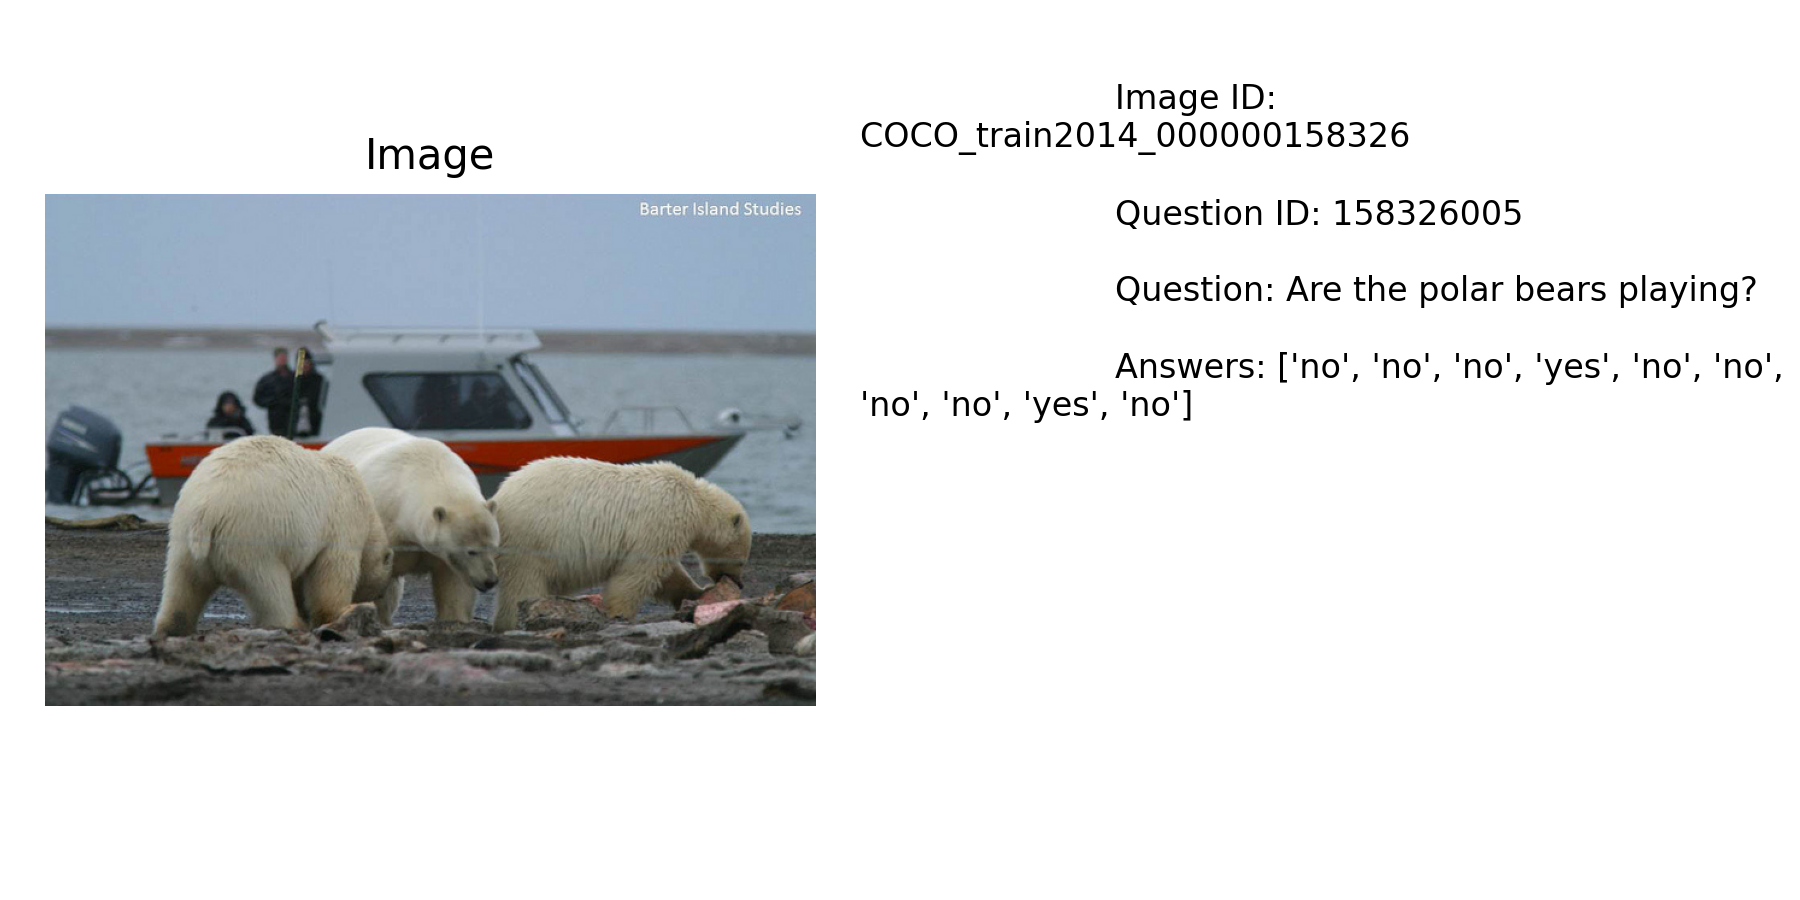 Image
Barter Island Studies
Image ID:
COCO_train2014_000000158326
Question ID: 158326005
Question: Are the polar bears playing?
Answers: ['no', 'no', 'no', 'yes', 'no', 'no',
'no', 'no', 'yes', 'no']